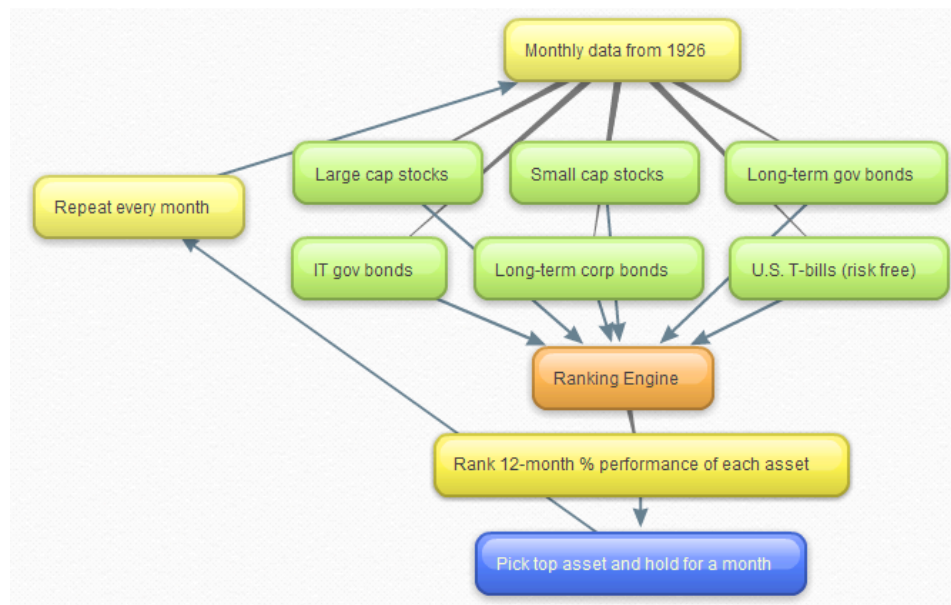 Monthly data from 1926
Large cap stocks
Small cap stocks
Long-term gov bonds
Repeat every month
IT gov bonds
Long-term corp bonds
U.S. T-bills (risk free)
Ranking Engine
Rank 12-month % performance of each asset
Pick top asset and hold for a month